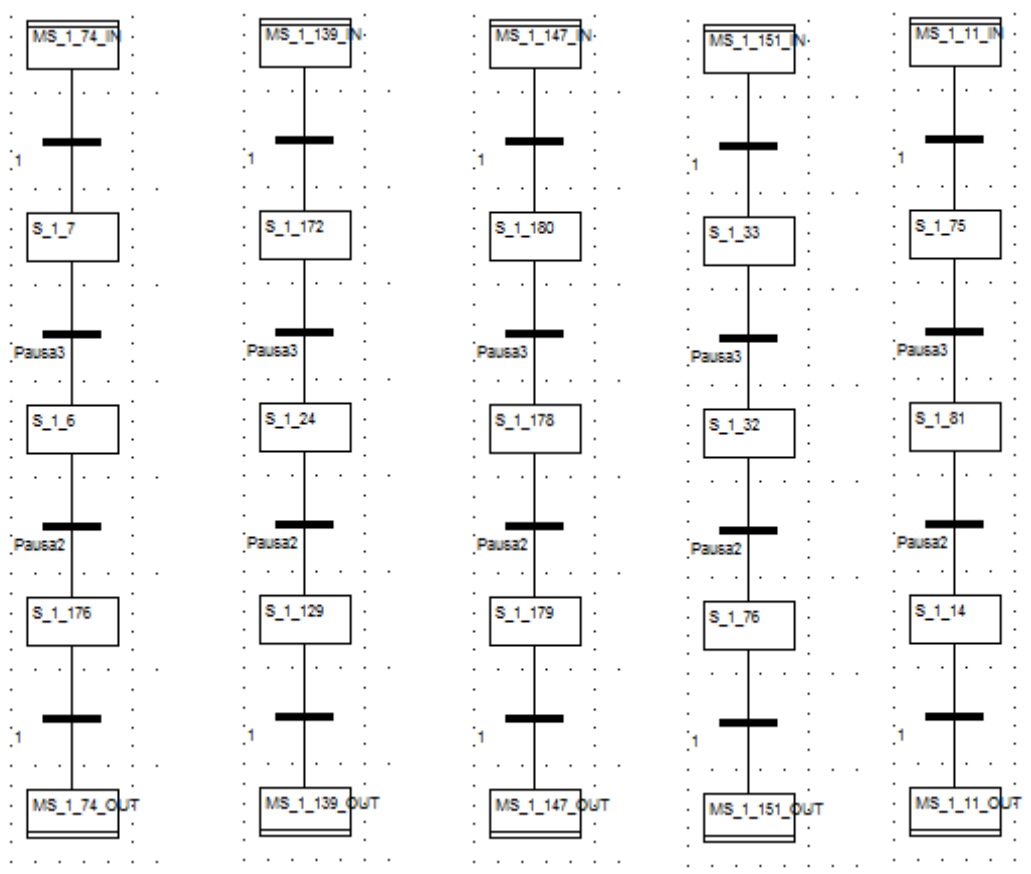 MS_1_74_IN
1
S_1_7
Pausa3
S_1_6
Pausa2
S_1_176
1
MS_1_74_OUT
MS_1_139_IN
1
S_1_172
Pausa3
S_1_24
Pausa2
S_1_129
1
MS_1_139_OUT
MS_1_147_IN
1
S_1_180
Pausa3
S_1_178
Pausa2
S_1_179
1
MS_1_147_OUT
MS_1_151_IN
1
S_1_33
Pausa3
S_1_32
Pausa2
S_1_76
1
MS_1_151_OUT
MS_1_11_IN
1
S_1_75
Pausa3
S_1_81
Pausa2
S_1_14
1
MS_1_11_OUT